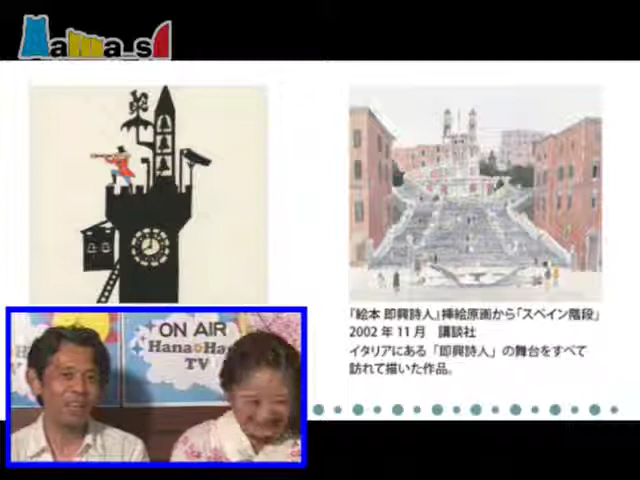 Hama_s
『絵本 即興詩人』挿絵原画から「スペイン階段」
2002 年 11 月　講談社
イタリアにある「即興詩人」の舞台をすべて
訪れて描いた作品。
ON AIR
Hana Ha
TV